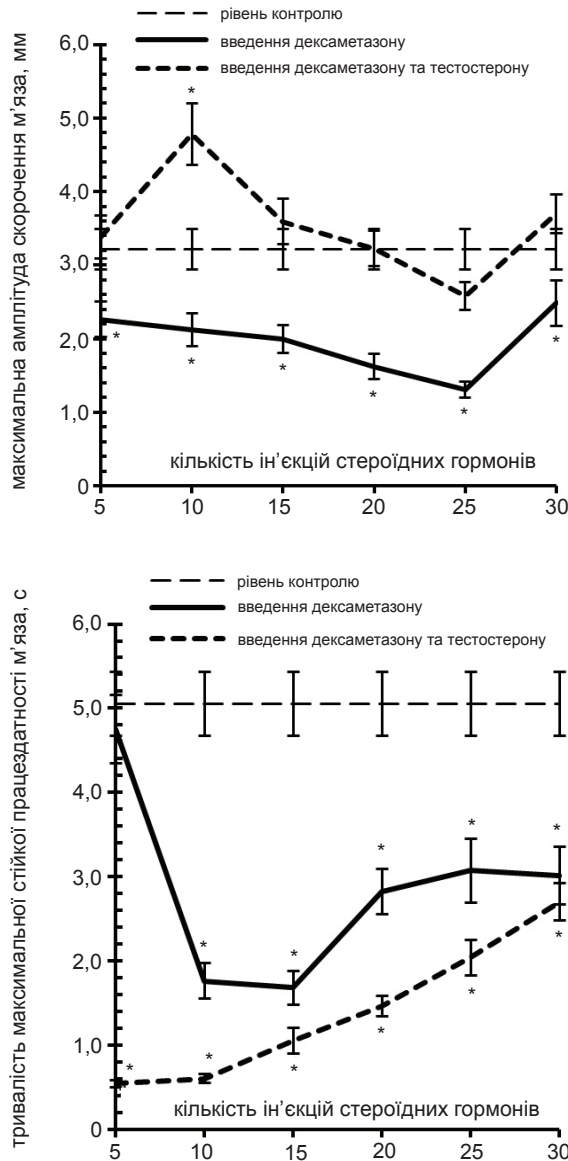 рівень контролю
введення дексаметазону
введення дексаметазону та тестостерону
максимальна амплітуда скорочення м’яза, мм
6,0
*
5,0
4,0
3,0
2,0
* * * * * *
1,0
кількість ін’єкцій стероїдних гормонів
0
5 10 15 20 25 30
рівень контролю
введення дексаметазону
введення дексаметазону та тестостерону
тривалість максимальної стійкої працездатності м’яза, с
6,0
5,0
4,0
* * *
3,0
* *
2,0
* *
1,0
* * * * *
кількість ін’єкцій стероїдних гормонів
0
5 10 15 20 25 30